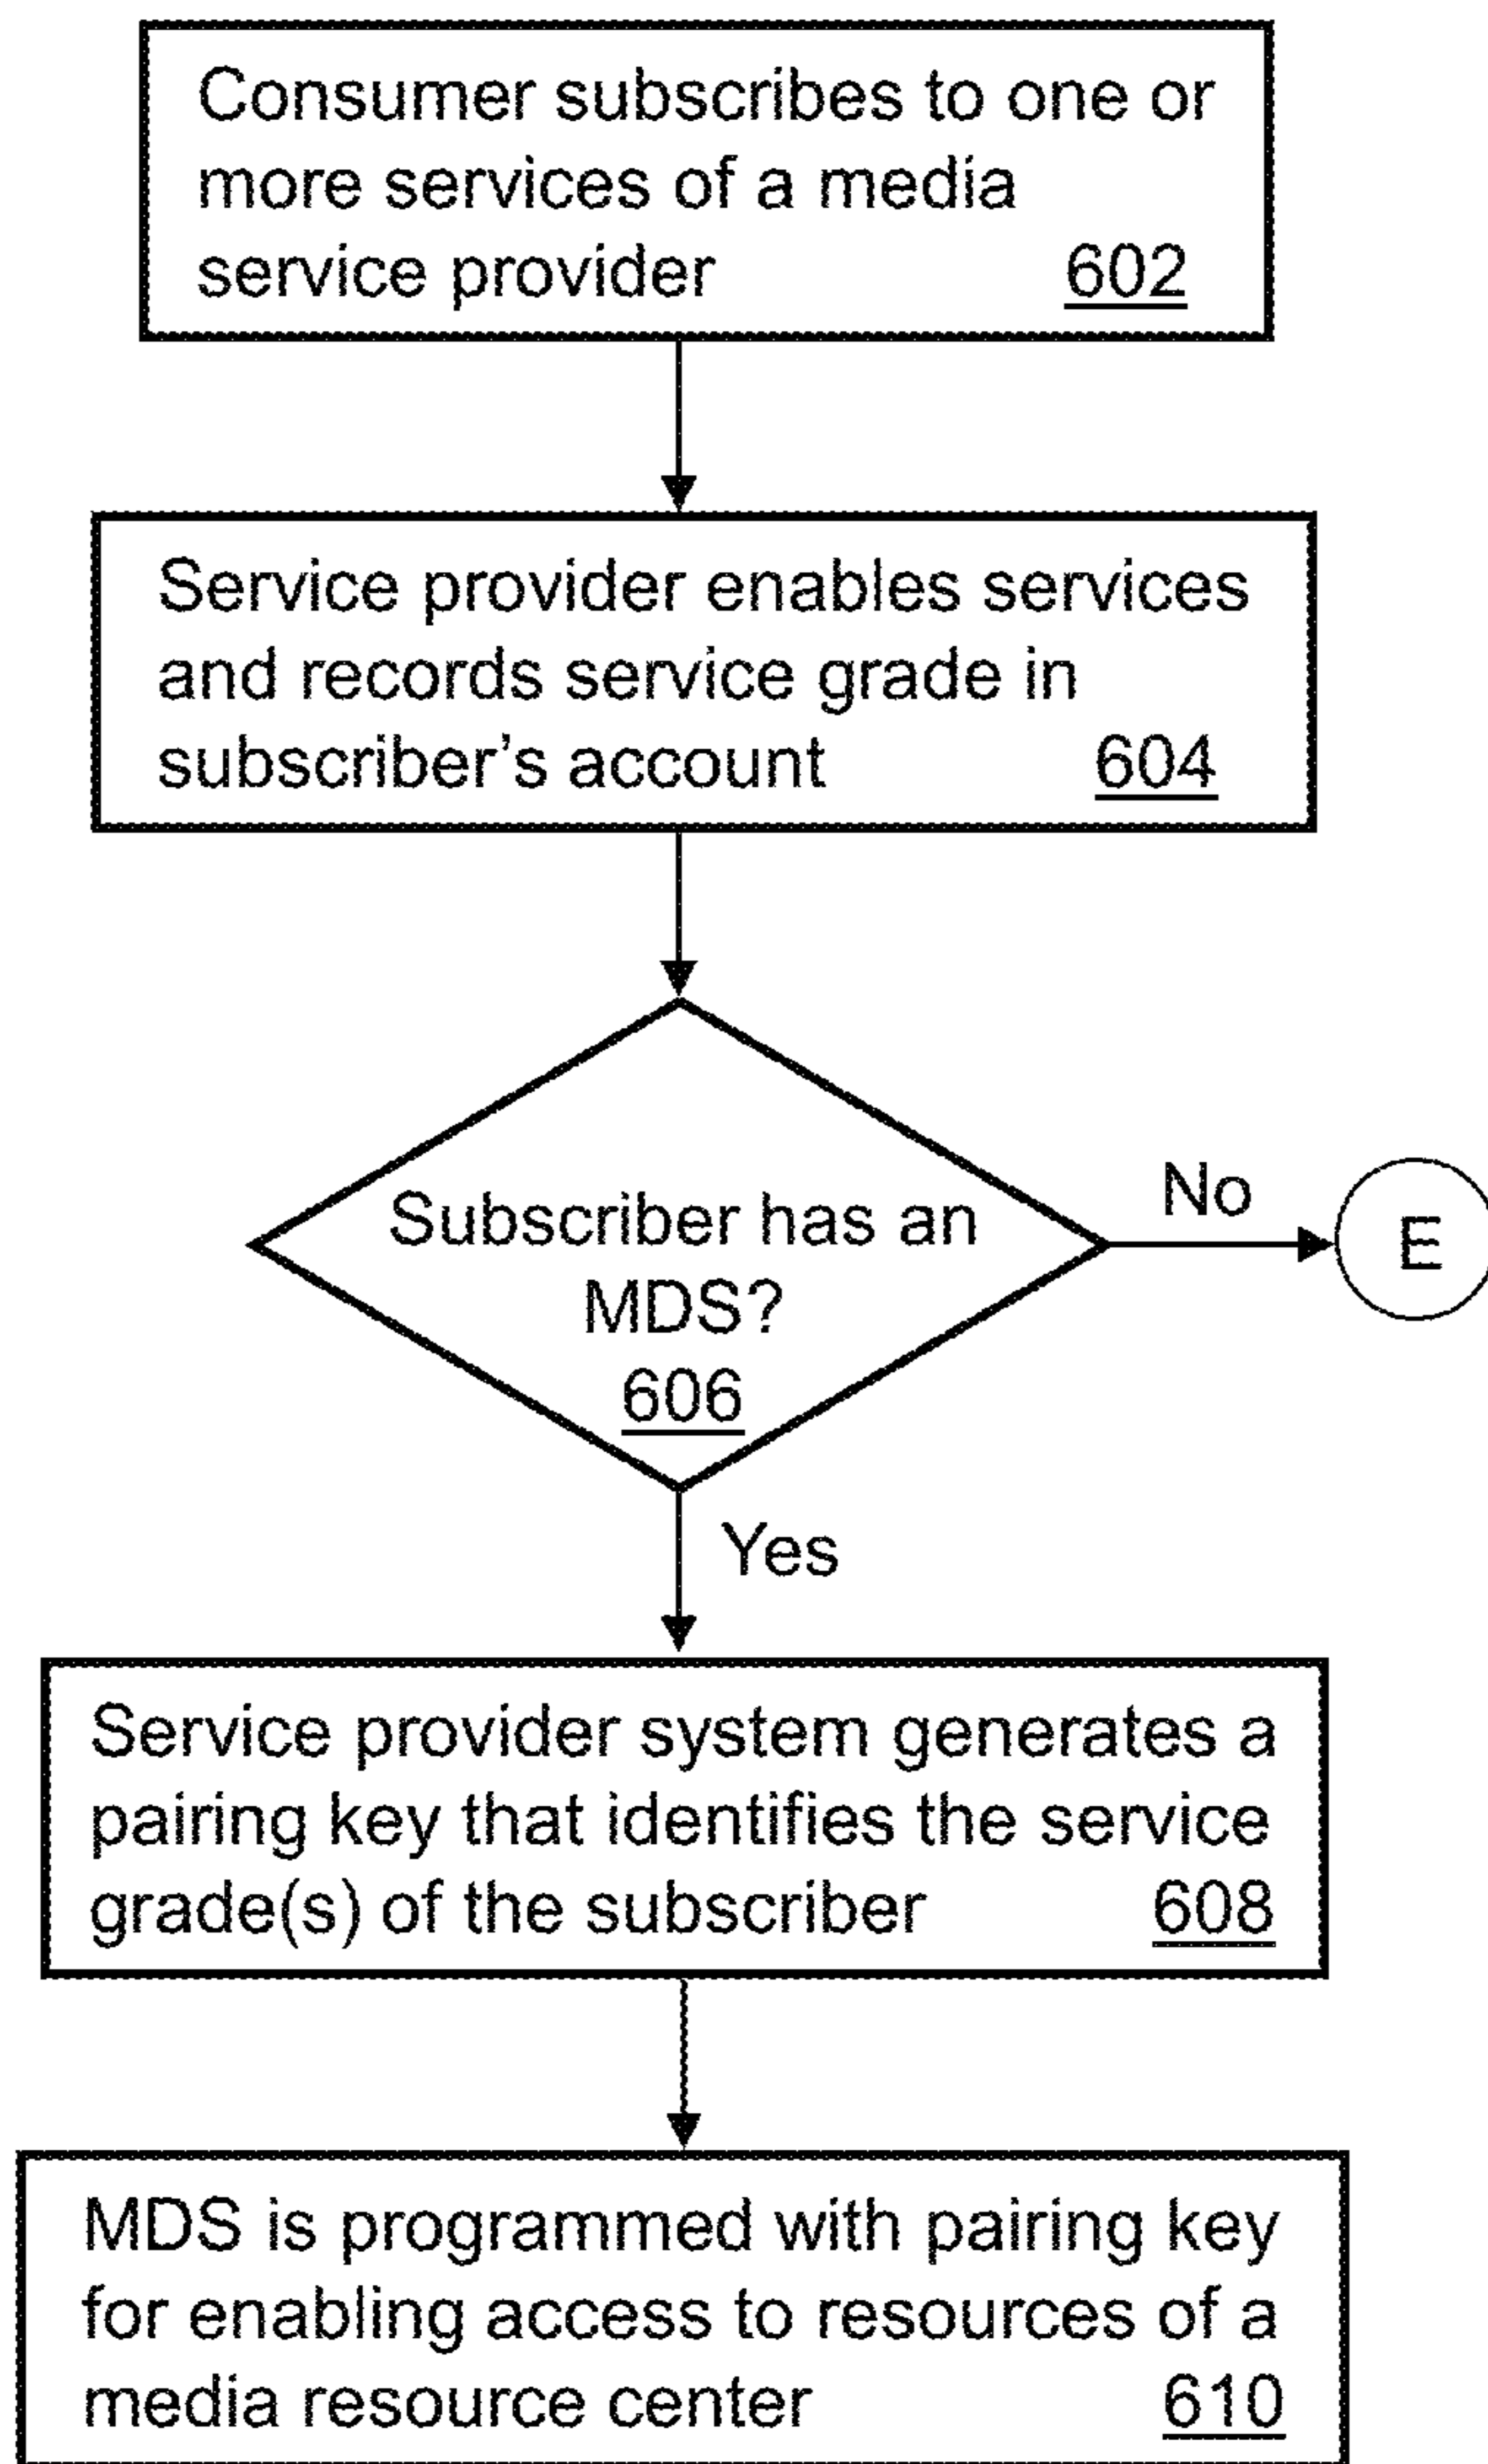 Consumer subscribes to one or
more services of a media
service provider 602
Service provider enables services
and records service grade in
subscriber's account 604
Subscriber has an
MDS?
606
No
E
Yes
Service provider system generates a
pairing key that identifies the service
grade(s) of the subscriber 608
MDS is programmed with pairing key
for enabling access to resources of a
media resource center 610